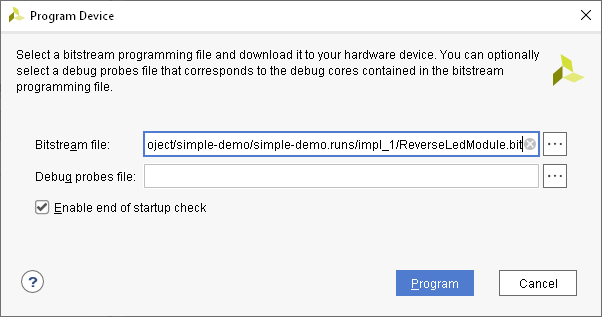 Program Device
Select a bitstream programming file and download it to your hardware device. You can optionally
select a debug probes file that corresponds to the debug cores contained in the bitstream
programming file.
Bitstream file: oject/simple-demo/simple-demo.runs/impl_1/ReverseLedModule.bit ...
Debug probes file: ...
Enable end of startup check
? Program Cancel